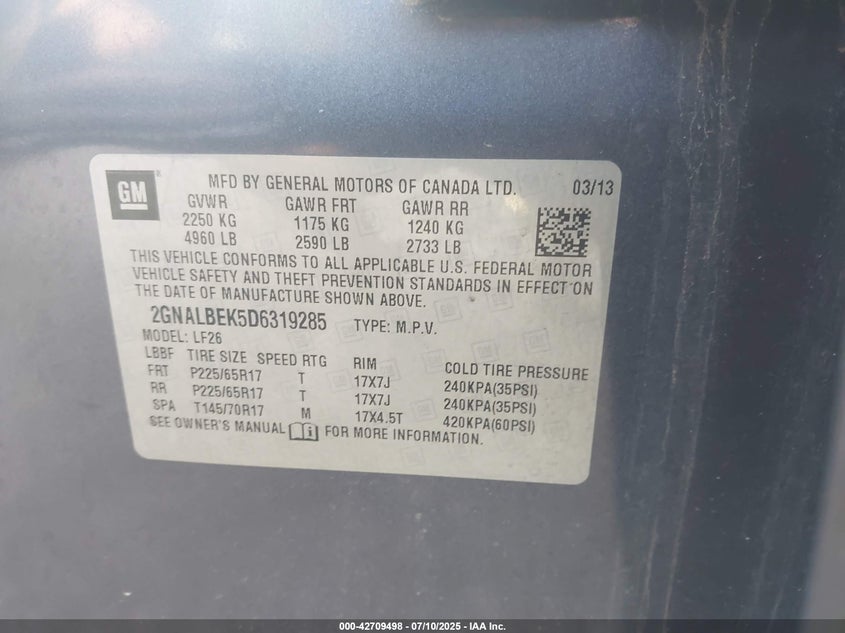 GM ®
MFD BY GENERAL MOTORS OF CANADA LTD. 03/13
GVWR GAWR FRT GAWR RR
2250 KG 1175 KG 1240 KG
4960 LB 2590 LB 2733 LB
THIS VEHICLE CONFORMS TO ALL APPLICABLE U.S. FEDERAL MOTOR
VEHICLE SAFETY AND THEFT PREVENTION STANDARDS IN EFFECT ON
THE DATE OF MANUFACTURE SHOWN ABOVE.
2GNALBEK5D6319285 TYPE: M.P.V.
MODEL: LF26
LBBF TIRE SIZE SPEED RTG RIM COLD TIRE PRESSURE
FRT P225/65R17 T 17X7J 240KPA(35PSI)
RR P225/65R17 T 17X7J 240KPA(35PSI)
SPA T145/70R17 M 17X4.5T 420KPA(60PSI)
SEE OWNER'S MANUAL i FOR MORE INFORMATION.
000-42709498 - 07/10/2025 - IAA Inc.